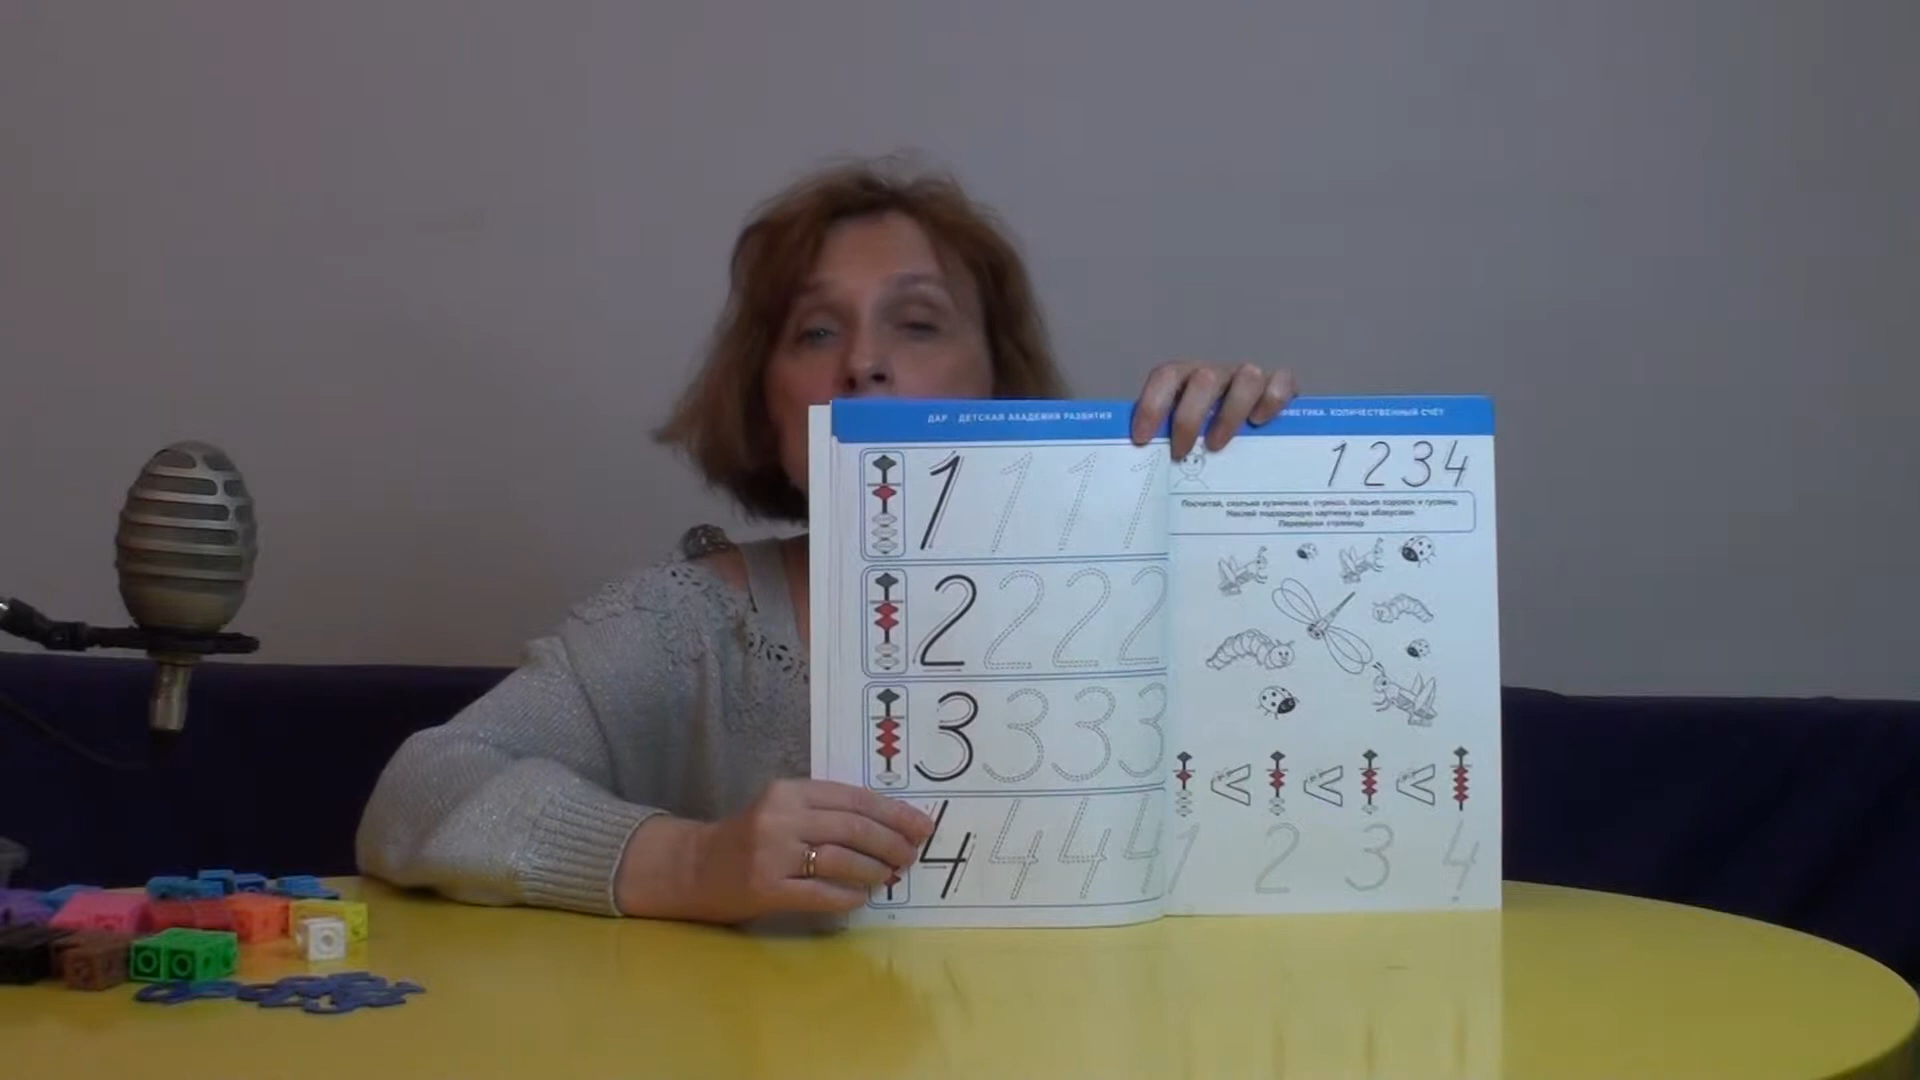 ДАР ДЕТСКАЯ АКАДЕМИЯ РАЗВИТИЯ
КОЛИЧЕСТВЕННЫЙ СЧЁТ
1 1 1 1
2 2 2 2
3 3 3 3
4 4 4 4
1 2 3 4
Посчитай, сколько кузнечиков, стрекоз, божьих коровок и гусениц.
Наклей подходящую картинку над абакусами.
Переверни страницу.
< < <
1 2 3 4